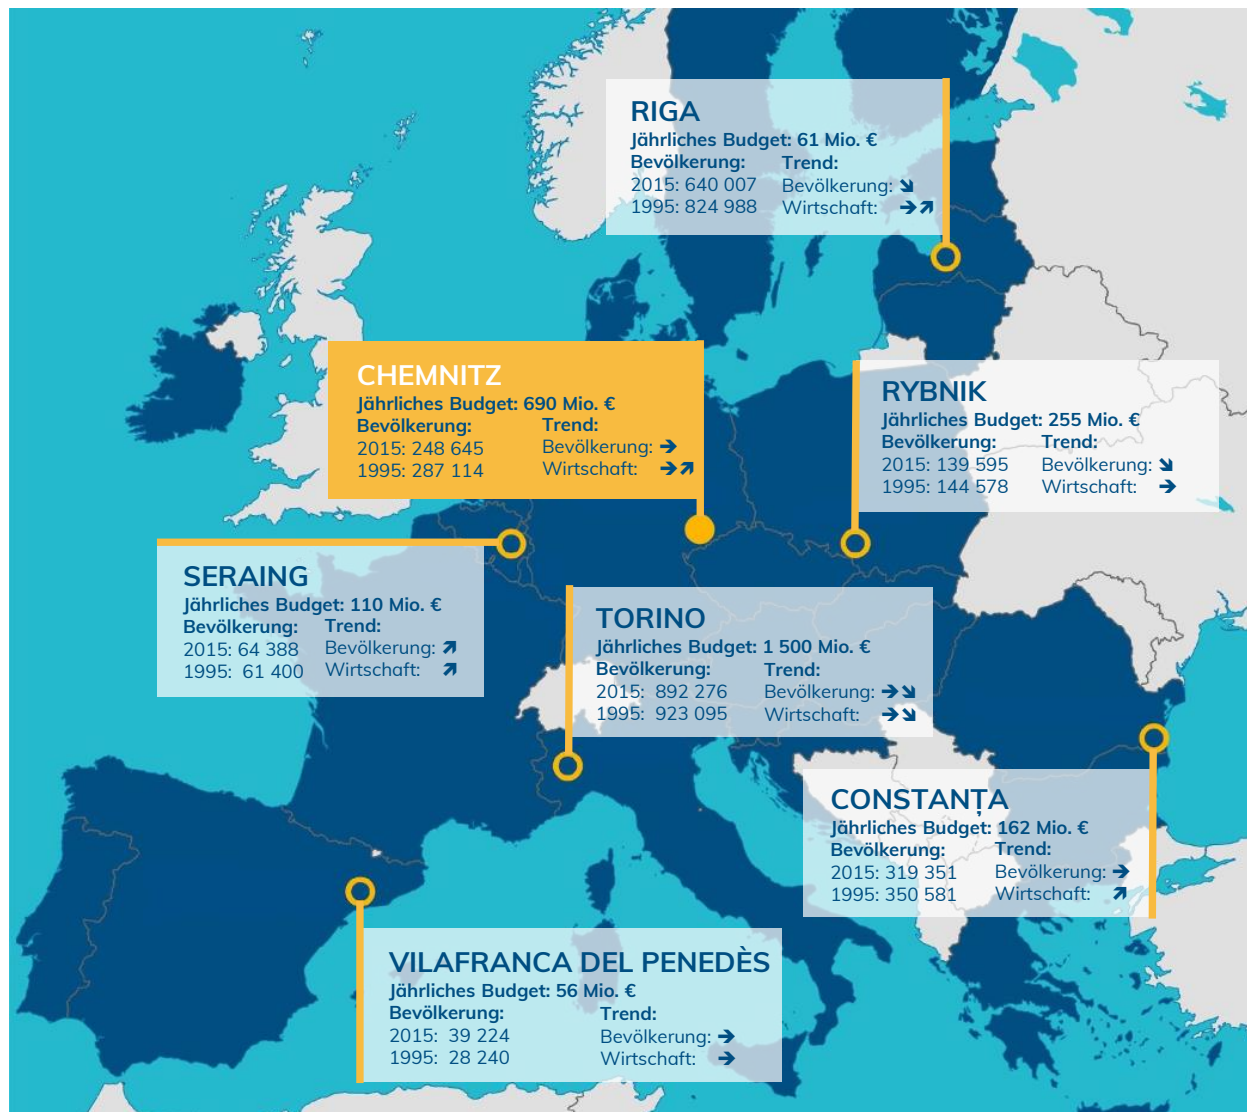 RIGA
Jährliches Budget: 61 Mio. €
Bevölkerung: Trend:
2015: 640 007 Bevölkerung: ➔
1995: 824 988 Wirtschaft: ➔➔
CHEMNITZ
Jährliches Budget: 690 Mio. €
Bevölkerung: Trend:
2015: 248 645 Bevölkerung: ➔
1995: 287 114 Wirtschaft: ➔➚
RYBNIK
Jährliches Budget: 255 Mio. €
Bevölkerung: Trend:
2015: 139 595 Bevölkerung: ➘
1995: 144 578 Wirtschaft: ➔
SERAING
Jährliches Budget: 110 Mio. €
Bevölkerung: Trend:
2015: 64 388 Bevölkerung: ➚
1995: 61 400 Wirtschaft: ➚
TORINO
Jährliches Budget: 1 500 Mio. €
Bevölkerung: Trend:
2015: 892 276 Bevölkerung: ➔➘
1995: 923 095 Wirtschaft: ➔➘
CONSTANȚA
Jährliches Budget: 162 Mio. €
Bevölkerung: Trend:
2015: 319 351 Bevölkerung: ➔
1995: 350 581 Wirtschaft: ➚
VILAFRANCA DEL PENEDÈS
Jährliches Budget: 56 Mio. €
Bevölkerung: Trend:
2015: 39 224 Bevölkerung: ➔
1995: 28 240 Wirtschaft: ➔